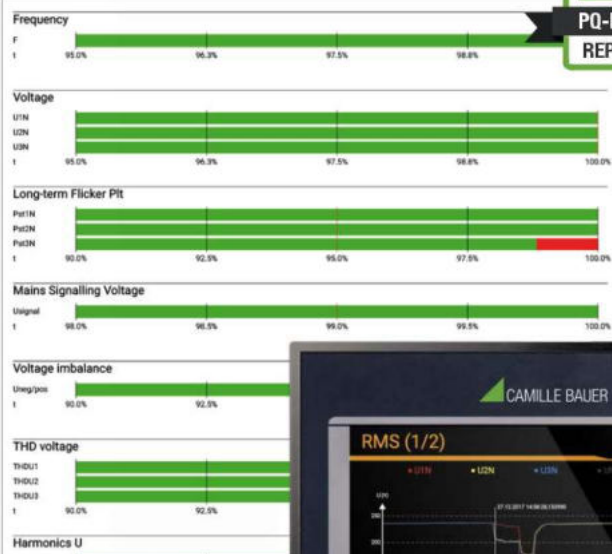 Frequency
F
t 95.0% 96.3% 97.5% 98.8%
PQ-
REP
Voltage
U1N
U2N
U3N
t 95.0% 96.3% 97.5% 98.8% 100.0%
Long-term Flicker Plt
Pst1N
Pst2N
Pst3N
t 90.0% 92.5% 95.0% 97.5% 100.0%
Mains Signalling Voltage
Usignal
t 98.0% 98.5% 99.0% 99.5% 100.0%
Voltage imbalance
Uneg/pos
t 90.0% 92.5%
CAMILLE BAUER
RMS (1/2)
U1N U2N U3N
THD voltage
THDU1
THDU2
THDU3
t 90.0% 92.5%
Harmonics U